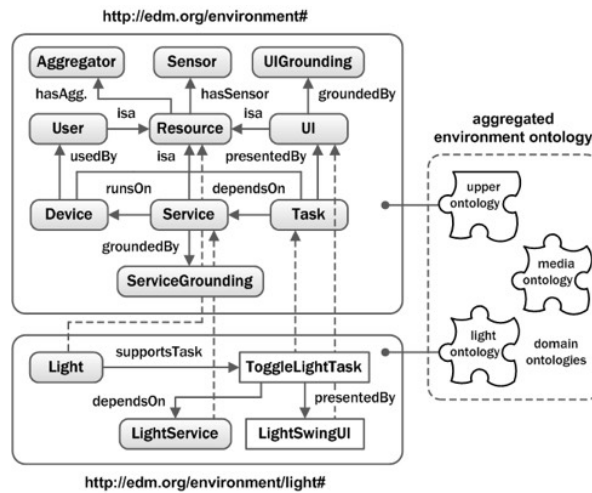 http://edm.org/environment#
Aggregator
Sensor
UIGrounding
hasAgg.
hasSensor
groundedBy
isa
isa
User
Resource
UI
usedBy
isa
presentedBy
runsOn
dependsOn
Device
Service
Task
groundedBy
ServiceGrounding
Light
supportsTask
ToggleLightTask
dependsOn
presentedBy
LightService
LightSwingUI
http://edm.org/environment/light#
aggregated
environment ontology
upper
ontology
media
ontology
light
ontology
domain
ontologies